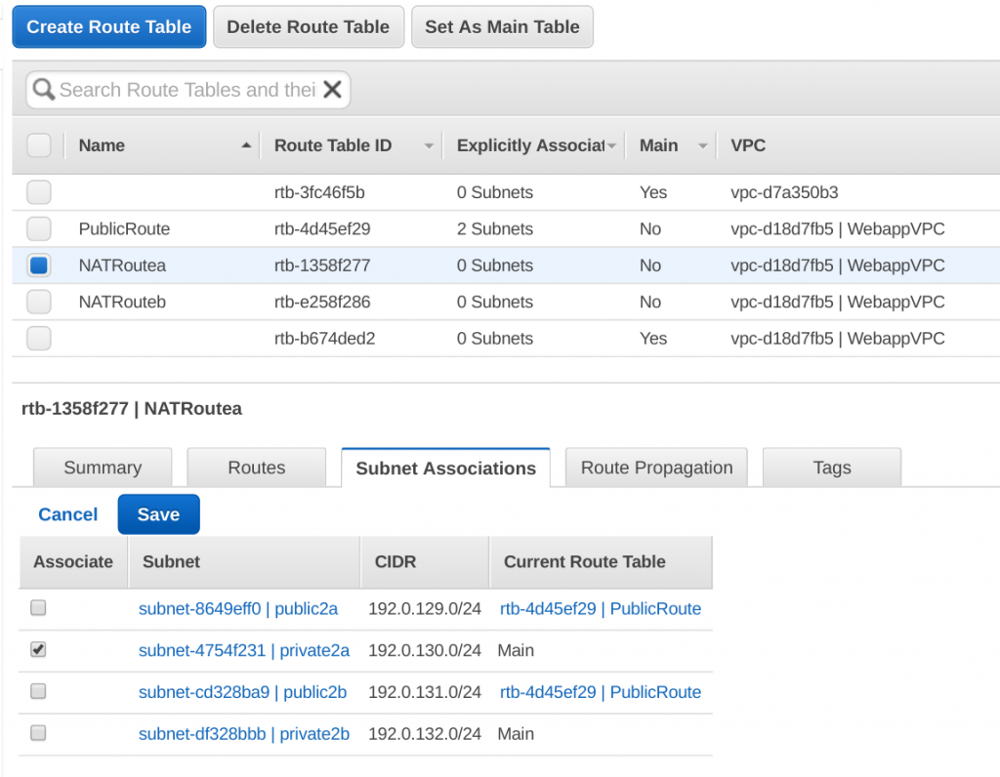 Create Route Table Delete Route Table Set As Main Table
Search Route Tables and thei
Name Route Table ID Explicitly Associat Main VPC
rtb-3fc46f5b 0 Subnets Yes vpc-d7a350b3
PublicRoute rtb-4d45ef29 2 Subnets No vpc-d18d7fb5 | WebappVPC
NATRoutea rtb-1358f277 0 Subnets No vpc-d18d7fb5 | WebappVPC
NATRouteb rtb-e258f286 0 Subnets No vpc-d18d7fb5 | WebappVPC
rtb-b674ded2 0 Subnets Yes vpc-d18d7fb5 | WebappVPC
rtb-1358f277 | NATRoutea
Summary Routes Subnet Associations Route Propagation Tags
Cancel Save
Associate Subnet CIDR Current Route Table
subnet-8649eff0 | public2a 192.0.129.0/24 rtb-4d45ef29 | PublicRoute
subnet-4754f231 | private2a 192.0.130.0/24 Main
subnet-cd328ba9 | public2b 192.0.131.0/24 rtb-4d45ef29 | PublicRoute
subnet-df328bbb | private2b 192.0.132.0/24 Main